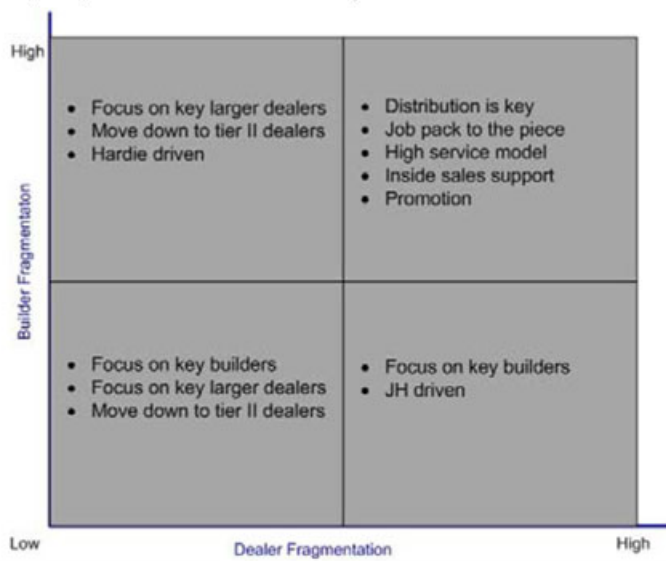 High
• Focus on key larger dealers
• Move down to tier II dealers
• Hardie driven
• Distribution is key
• Job pack to the piece
• High service model
• Inside sales support
• Promotion
Builder Fragmentation
• Focus on key builders
• Focus on key larger dealers
• Move down to tier II dealers
• Focus on key builders
• JH driven
Low
Dealer Fragmentation
High